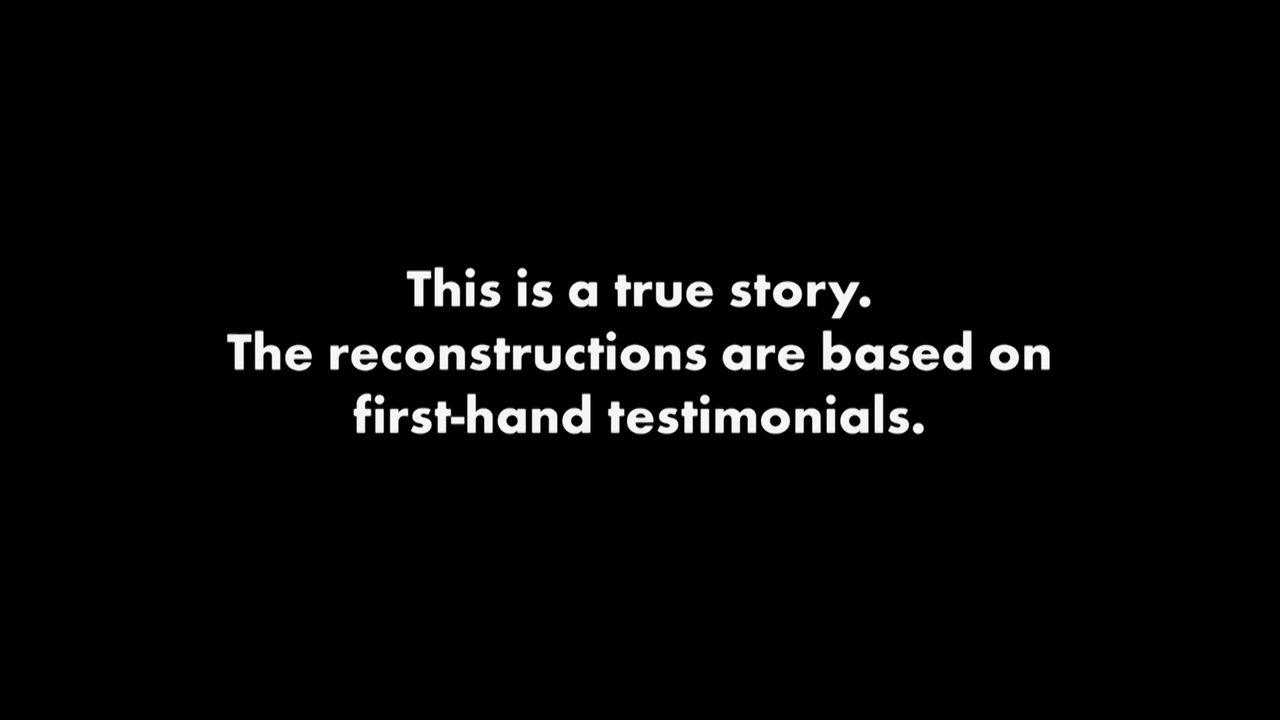 This is a true story.
The reconstructions are based on
first-hand testimonials.